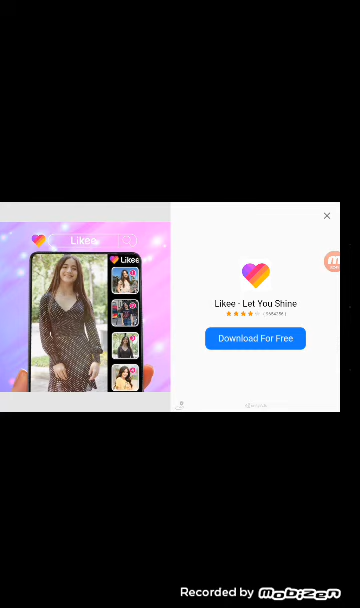 Likee
Likee
Likee - Let You Shine
Download For Free
Recorded by mobizen